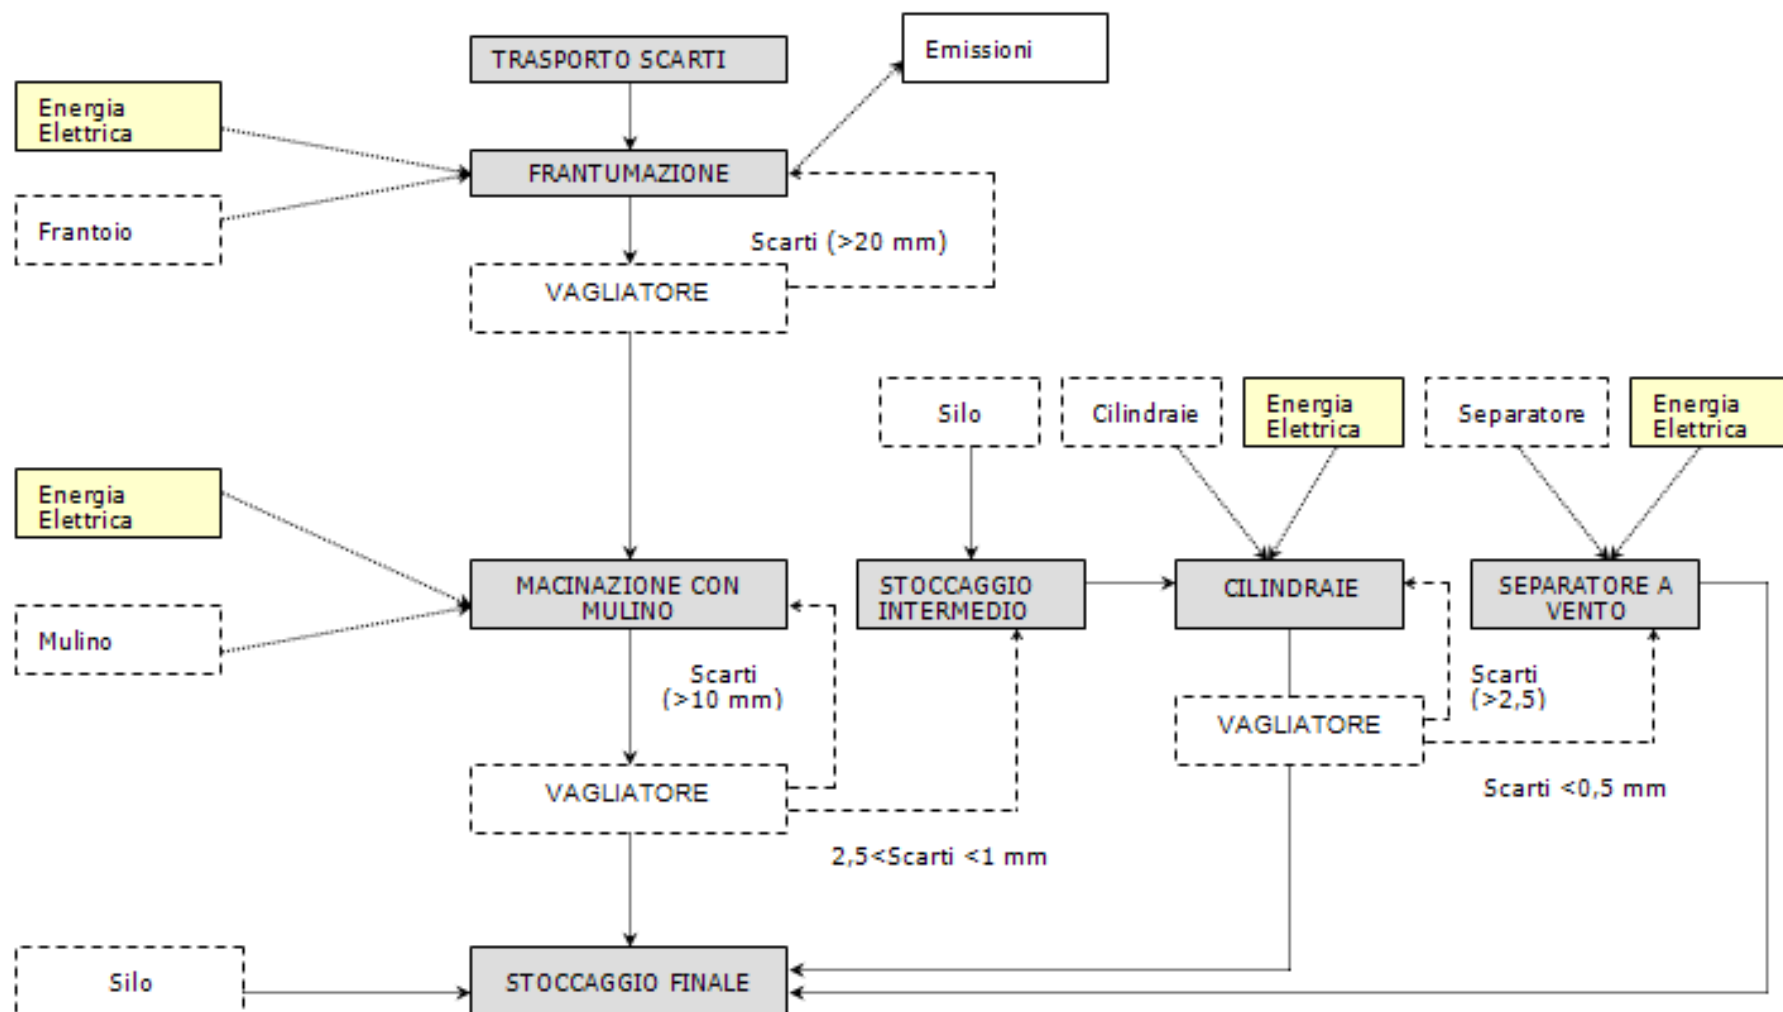 TRASPORTO SCARTI
Emissioni
Energia
Elettrica
FRANTUMAZIONE
Frantoio
Scarti (>20 mm)
VAGLIATORE
Silo
Cilindraie
Energia
Elettrica
Separatore
Energia
Elettrica
Energia
Elettrica
MACINAZIONE CON
MULINO
STOCCAGGIO
INTERMEDIO
CILINDRAIE
SEPARATORE A
VENTO
Mulino
Scarti
(>10 mm)
Scarti
(>2,5)
VAGLIATORE
VAGLIATORE
Scarti <0,5 mm
2,5<Scarti <1 mm
Silo
STOCCAGGIO FINALE